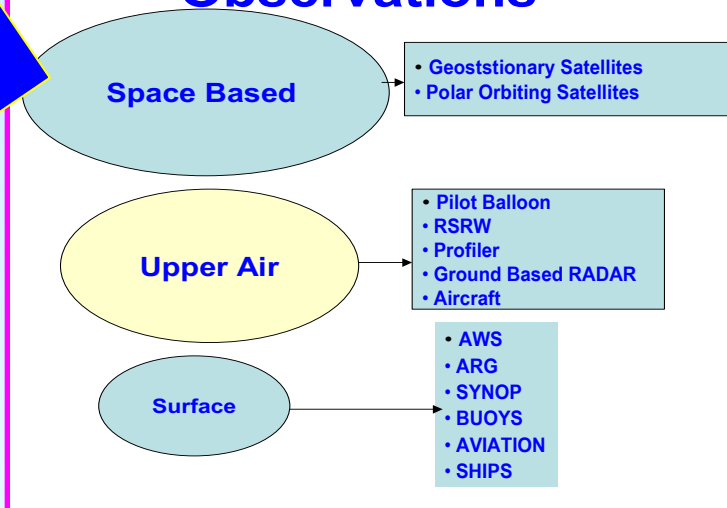 Observations
Space Based
• Geoststionary Satellites
• Polar Orbiting Satellites
Upper Air
• Pilot Balloon
• RSRW
• Profiler
• Ground Based RADAR
• Aircraft
Surface
• AWS
• ARG
• SYNOP
• BUOYS
• AVIATION
• SHIPS